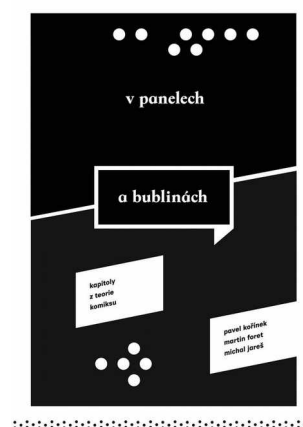 v panelech
a bublinách
kapitoly
z teorie
komiksu
pavel kořínek
martin foret
michal jareš